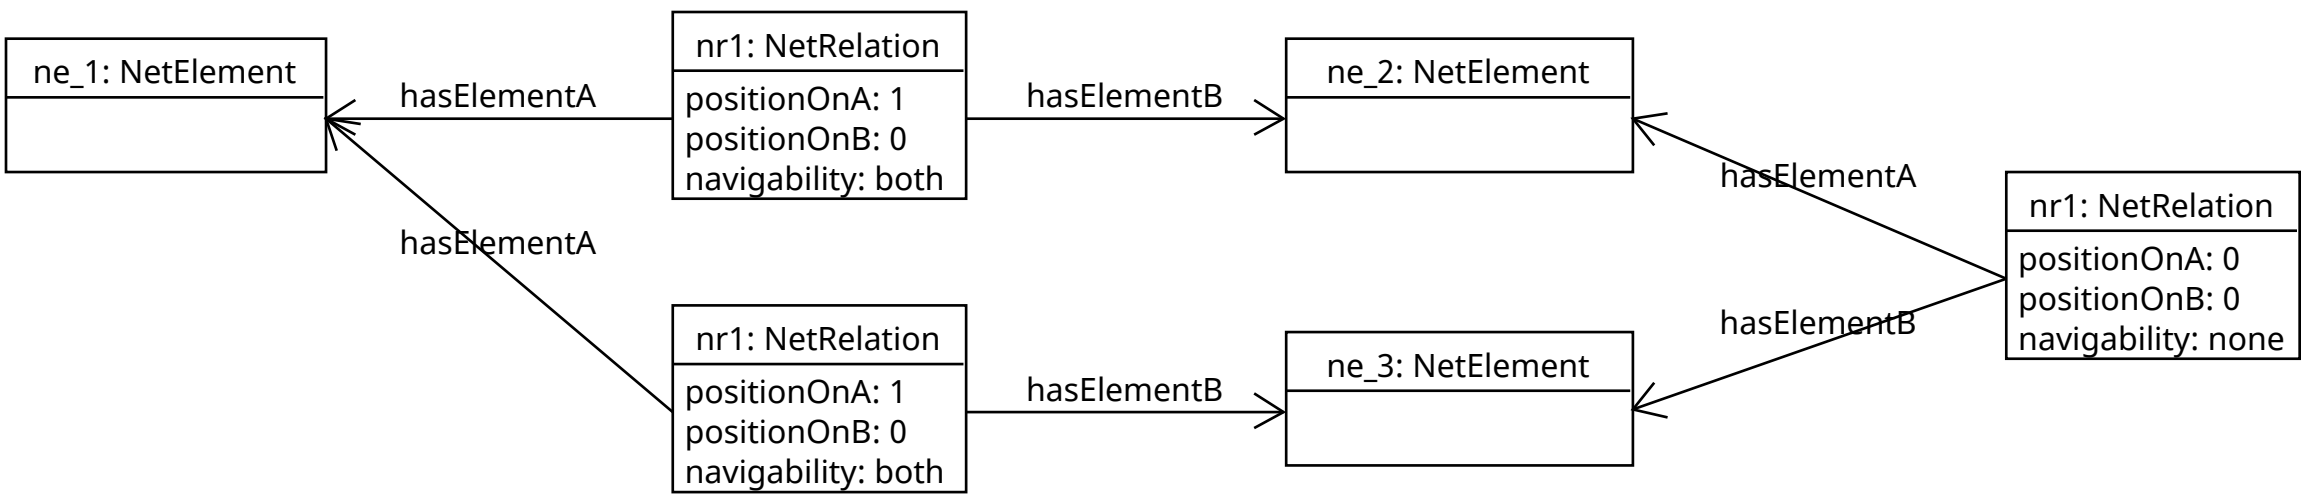 ne_1: NetElement
hasElementA
nr1: NetRelation
positionOnA: 1
positionOnB: 0
navigability: both
hasElementB
ne_2: NetElement
hasElementA
nr1: NetRelation
positionOnA: 0
positionOnB: 0
navigability: none
hasElementA
nr1: NetRelation
positionOnA: 1
positionOnB: 0
navigability: both
hasElementB
ne_3: NetElement
hasElementB